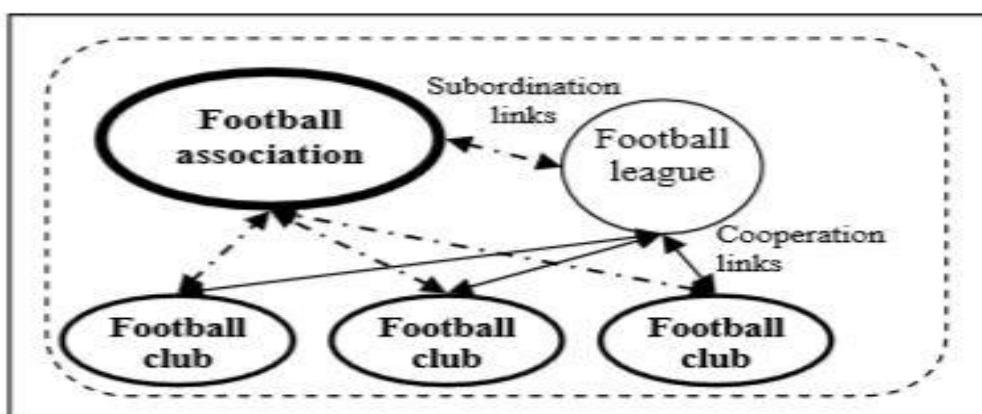 Football
association
Subordination
links
Football
league
Cooperation
links
Football
club
Football
club
Football
club